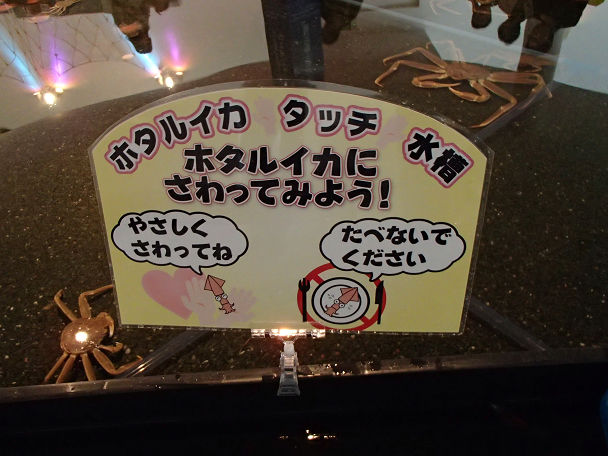 ホタルイカ タッチ 水槽
ホタルイカに
さわってみよう!
やさしく
さわってね
たべないで
ください